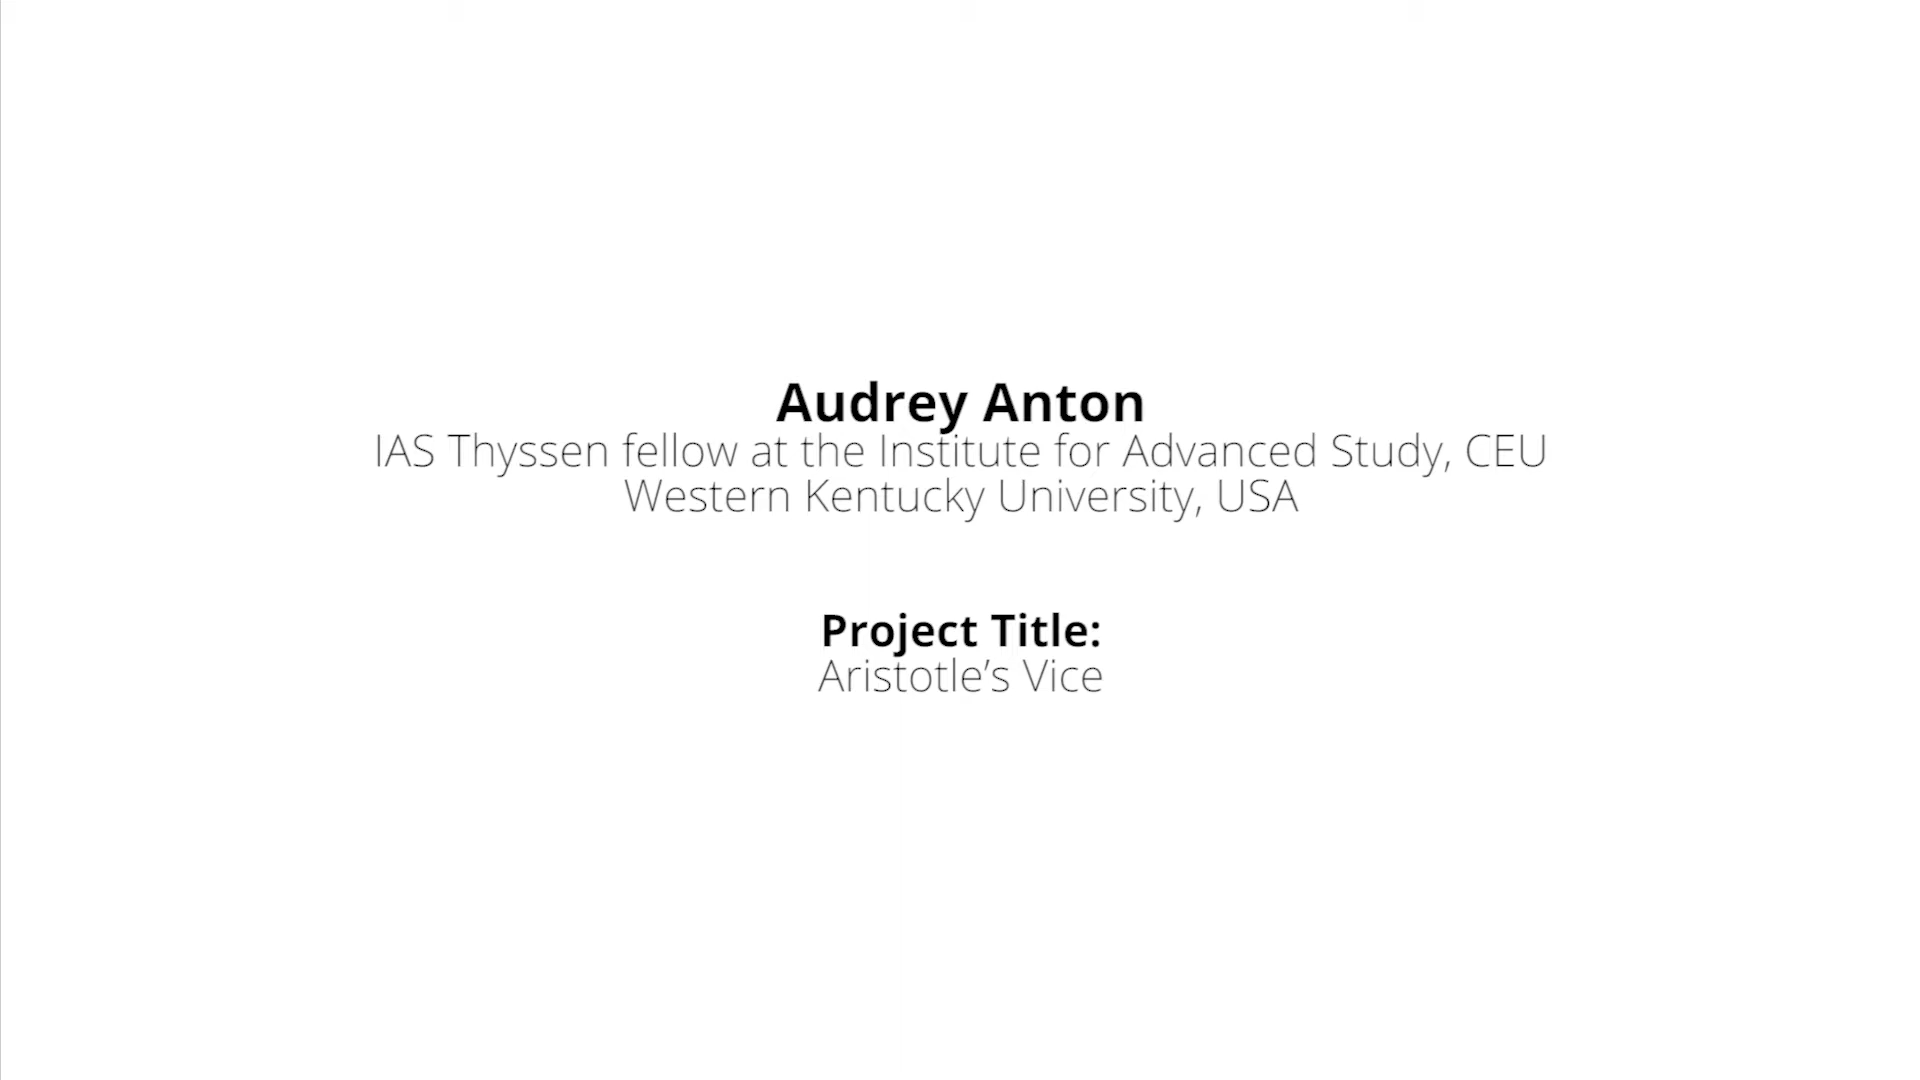 Audrey Anton
IAS Thyssen fellow at the Institute for Advanced Study, CEU
Western Kentucky University, USA
Project Title:
Aristotle’s Vice